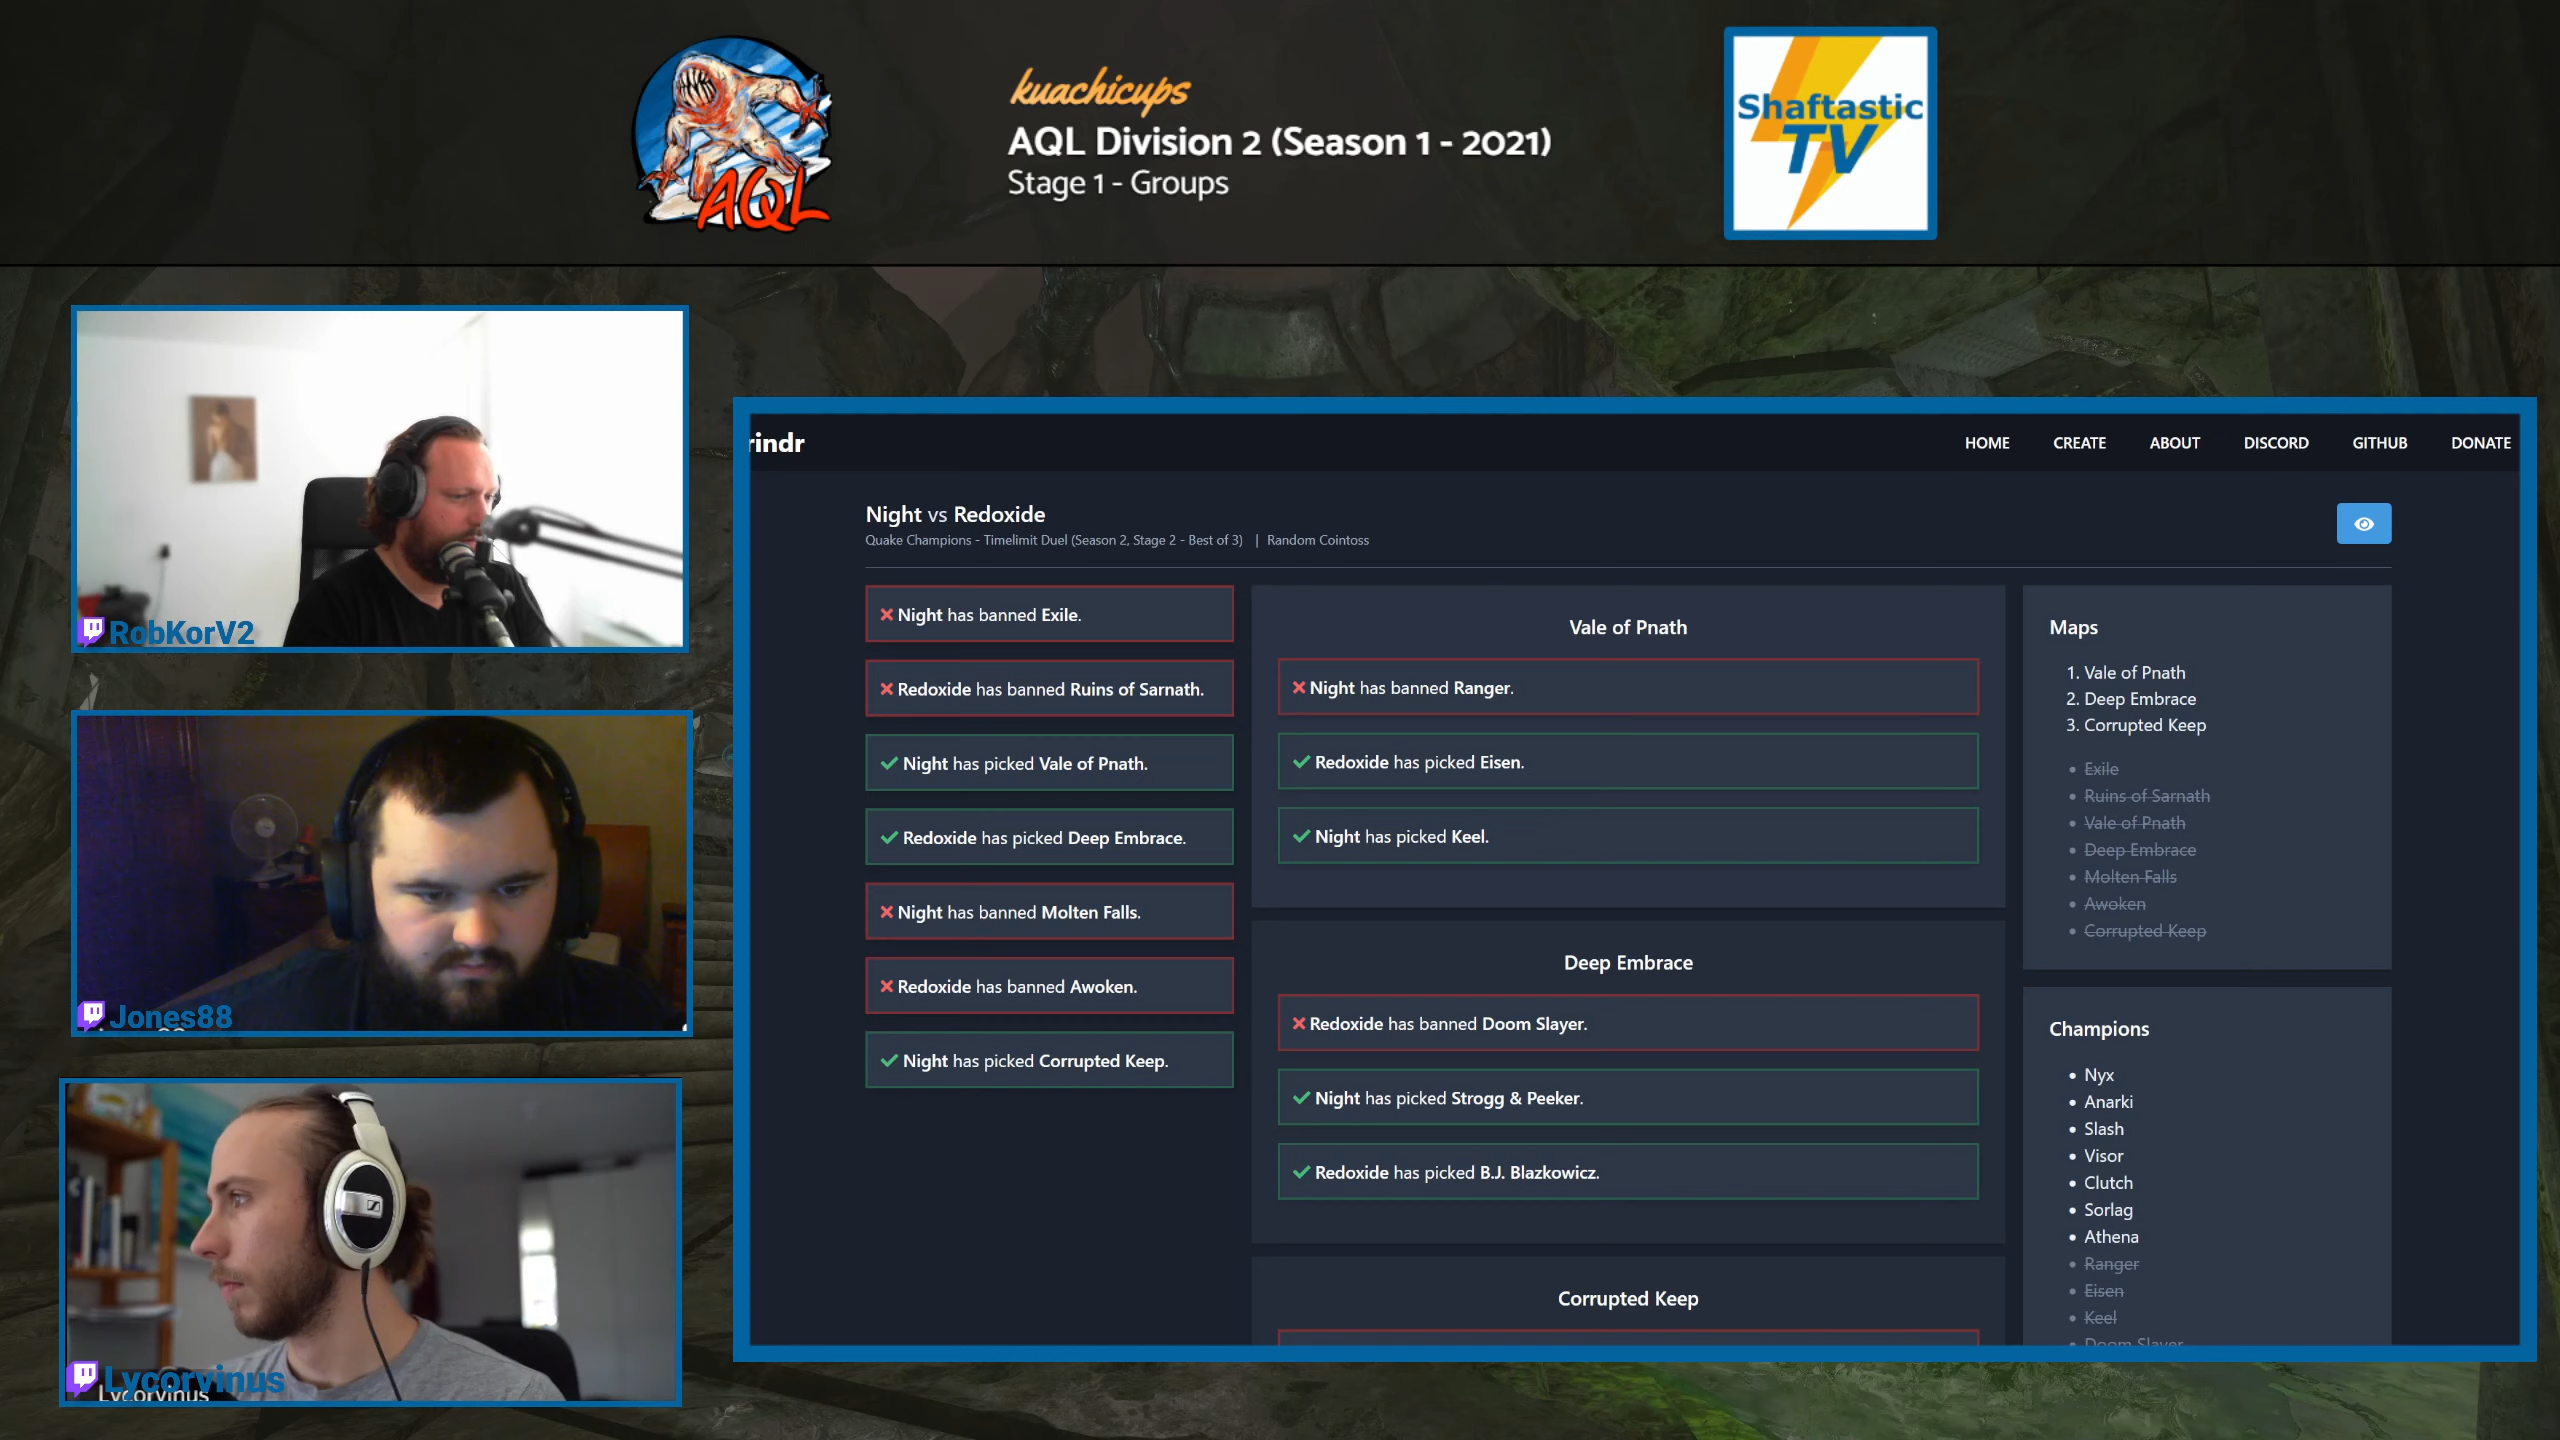 AQL
kuachicups
AQL Division 2 (Season 1 - 2021)
Stage 1 - Groups
Shaftastic
TV
RobKorV2
Jones88
Lycorvinus
Lycorvinus
rindr
HOME CREATE ABOUT DISCORD GITHUB DONATE
Night vs Redoxide
Quake Champions - Timelimit Duel (Season 2, Stage 2 - Best of 3) | Random Cointoss
Night has banned Exile.
Redoxide has banned Ruins of Sarnath.
Night has picked Vale of Pnath.
Redoxide has picked Deep Embrace.
Night has banned Molten Falls.
Redoxide has banned Awoken.
Night has picked Corrupted Keep.
Vale of Pnath
Night has banned Ranger.
Redoxide has picked Eisen.
Night has picked Keel.
Deep Embrace
Redoxide has banned Doom Slayer.
Night has picked Strogg & Peeker.
Redoxide has picked B.J. Blazkowicz.
Corrupted Keep
Maps
1. Vale of Pnath
2. Deep Embrace
3. Corrupted Keep
Exile
Ruins of Sarnath
Vale of Pnath
Deep Embrace
Molten Falls
Awoken
Corrupted Keep
Champions
Nyx
Anarki
Slash
Visor
Clutch
Sorlag
Athena
Ranger
Eisen
Keel
Doom Slayer